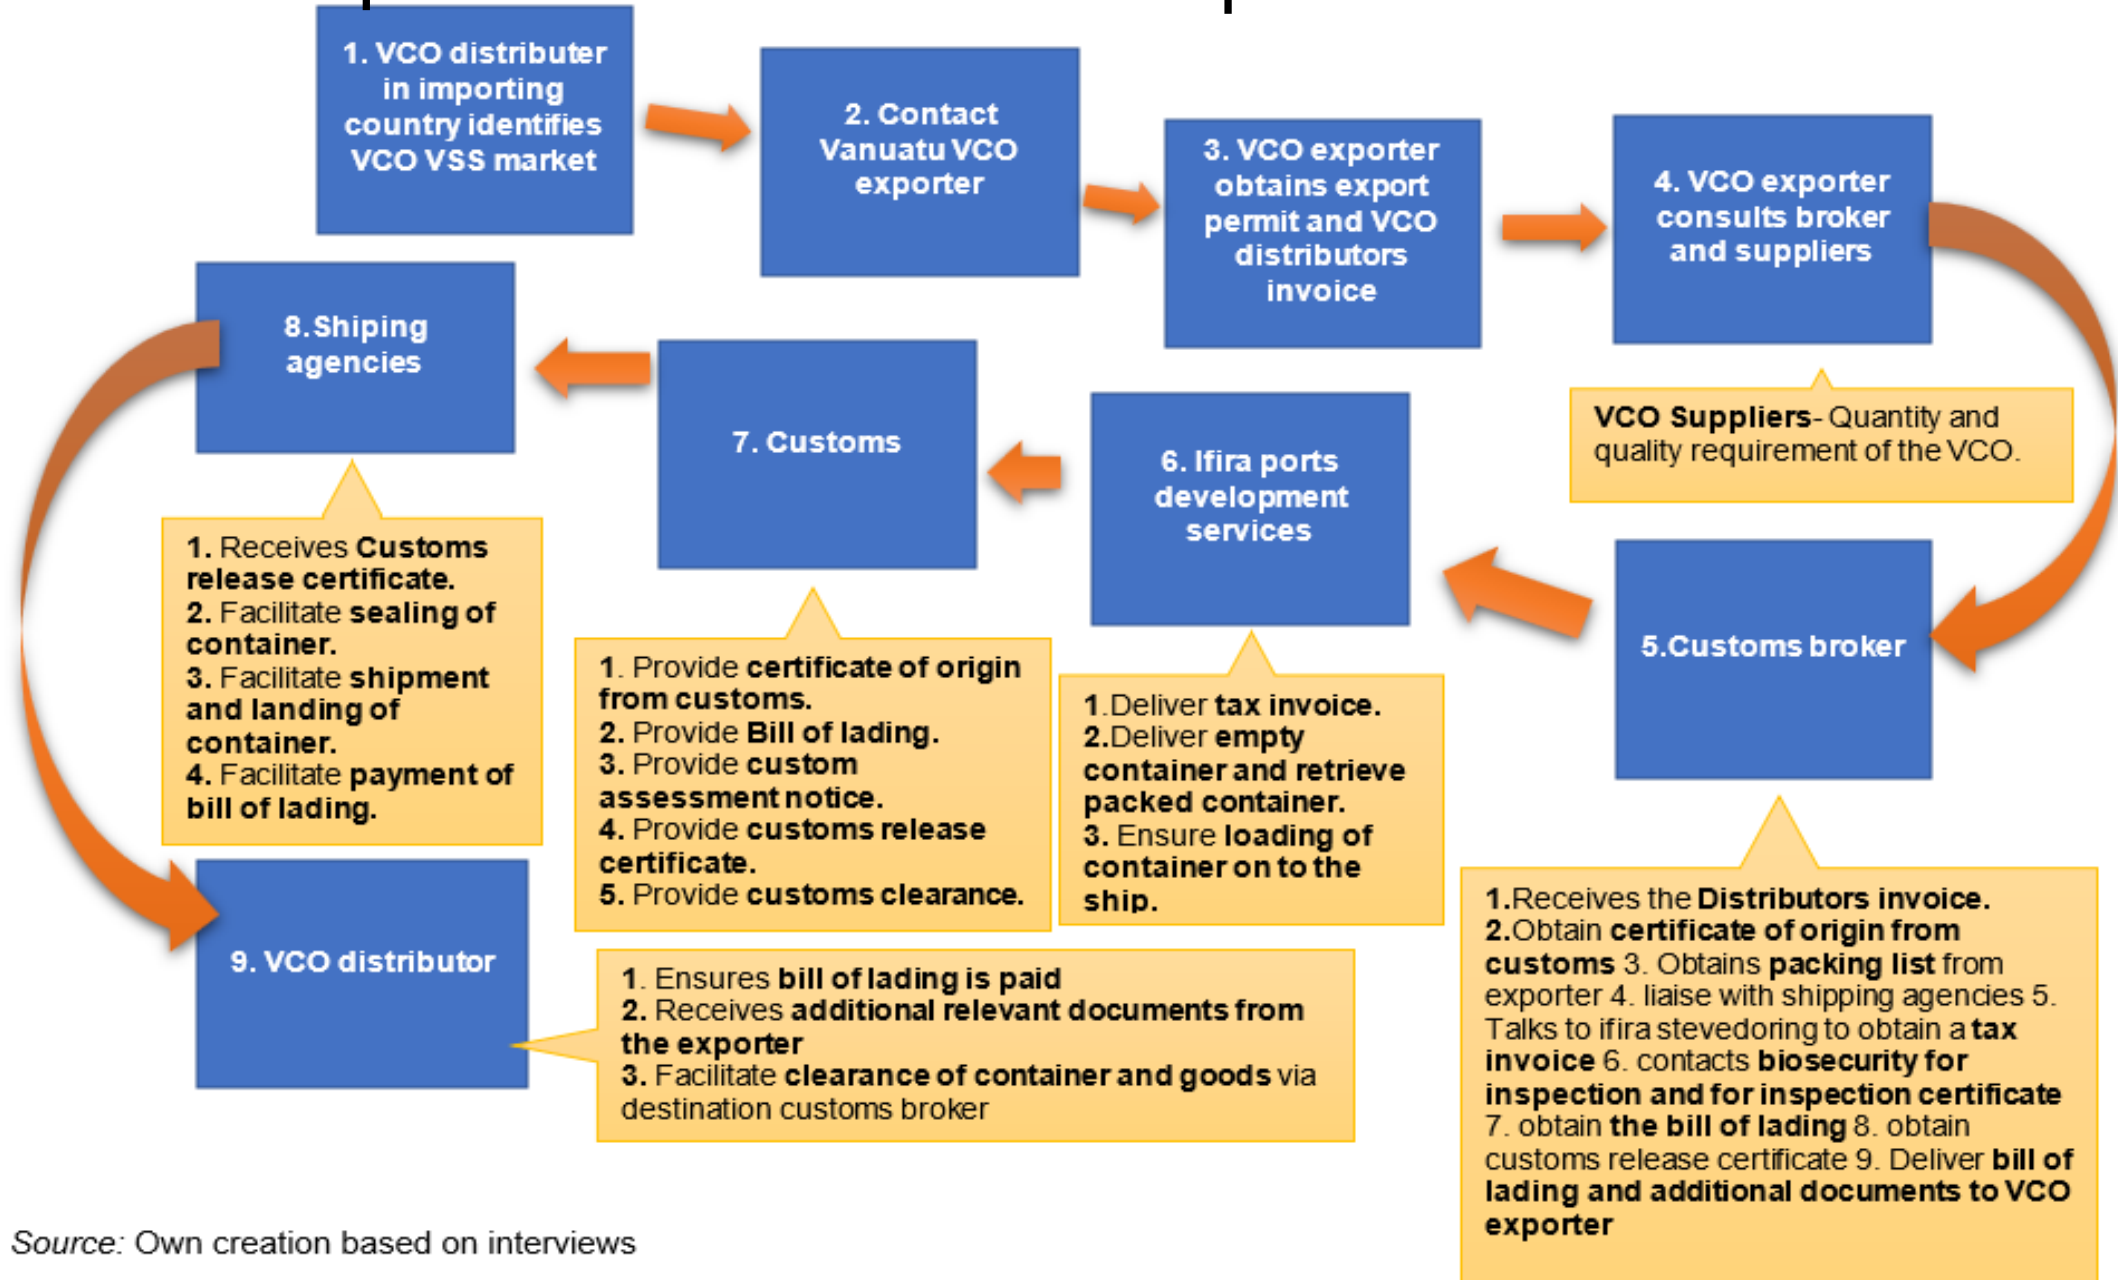 1. VCO distributer
in importing
country identifies
VCO VSS market
2. Contact
Vanuatu VCO
exporter
3. VCO exporter
obtains export
permit and VCO
distributors
invoice
4. VCO exporter
consults broker
and suppliers
VCO Suppliers- Quantity and
quality requirement of the VCO.
5.Customs broker
1.Receives the Distributors invoice.
2.Obtain certificate of origin from
customs 3. Obtains packing list from
exporter 4. liaise with shipping agencies 5.
Talks to ifira stevedoring to obtain a tax
invoice 6. contacts biosecurity for
inspection and for inspection certificate
7. obtain the bill of lading 8. obtain
customs release certificate 9. Deliver bill of
lading and additional documents to VCO
exporter
6. Ifira ports
development
services
1.Deliver tax invoice.
2.Deliver empty
container and retrieve
packed container.
3. Ensure loading of
container on to the
ship.
7. Customs
1. Provide certificate of origin
from customs.
2. Provide Bill of lading.
3. Provide custom
assessment notice.
4. Provide customs release
certificate.
5. Provide customs clearance.
8.Shiping
agencies
1. Receives Customs
release certificate.
2. Facilitate sealing of
container.
3. Facilitate shipment
and landing of
container.
4. Facilitate payment of
bill of lading.
9. VCO distributor
1. Ensures bill of lading is paid
2. Receives additional relevant documents from
the exporter
3. Facilitate clearance of container and goods via
destination customs broker
Source: Own creation based on interviews